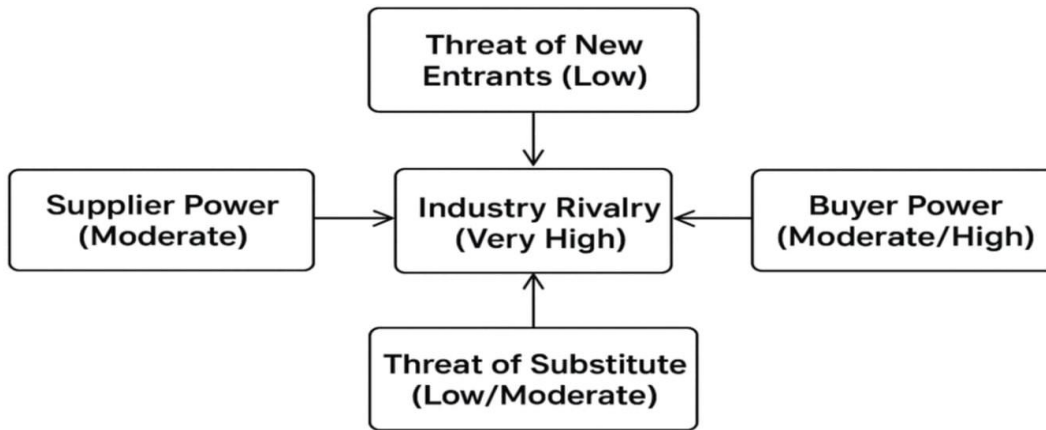 Threat of New
Entrants (Low)
Supplier Power
(Moderate)
Industry Rivalry
(Very High)
Buyer Power
(Moderate/High)
Threat of Substitute
(Low/Moderate)